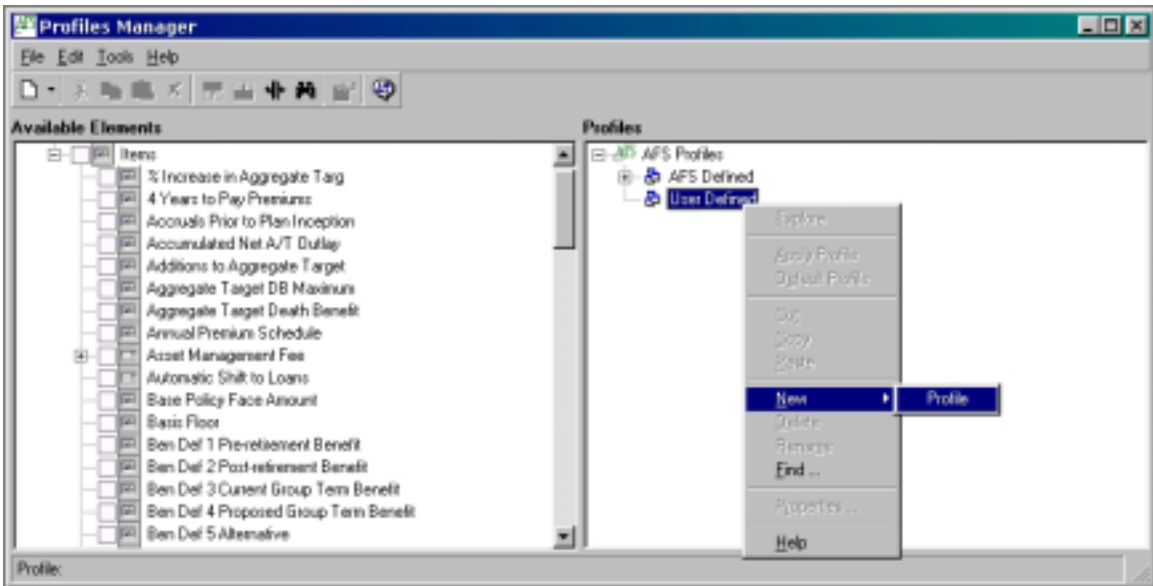 Profiles Manager
File Edit Tools Help
Available Elements
Profiles
Items
% Increase in Aggregate Targ
4 Years to Pay Premiums
Accruals Prior to Plan Inception
Accumulated Net A/T Outlay
Additions to Aggregate Target
Aggregate Target DB Maximum
Aggregate Target Death Benefit
Annual Premium Schedule
Asset Management Fee
Automatic Shift to Loans
Base Policy Face Amount
Basis Floor
Ben Def 1 Pre-retirement Benefit
Ben Def 2 Post-retirement Benefit
Ben Def 3 Current Group Term Benefit
Ben Def 4 Proposed Group Term Benefit
Ben Def 5 Alternative
AFS AFS Profiles
AFS Defined
User Defined
Explore
Apply Profile
Default Profile
Cut
Copy
Paste
New
Profile
Delete
Rename
Find ...
Properties ...
Help
Profile: